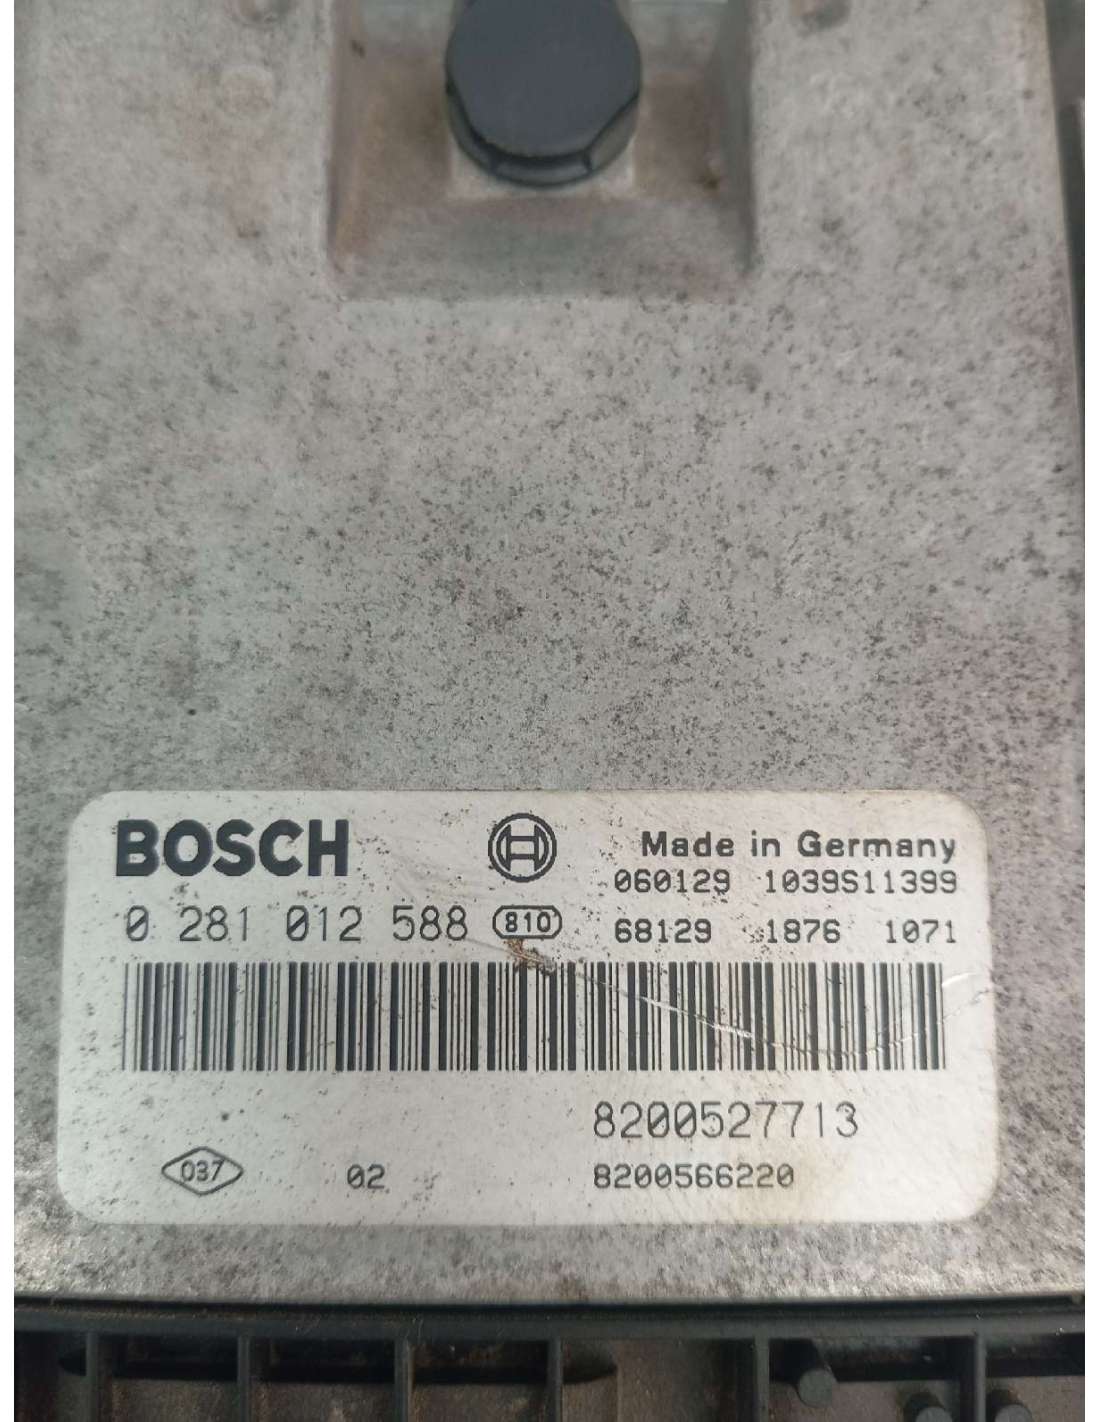 BOSCH
Made in Germany
060129 1039S11399
0 281 012 588 810
68129 1876 1071
8200527713
037 02 8200566220